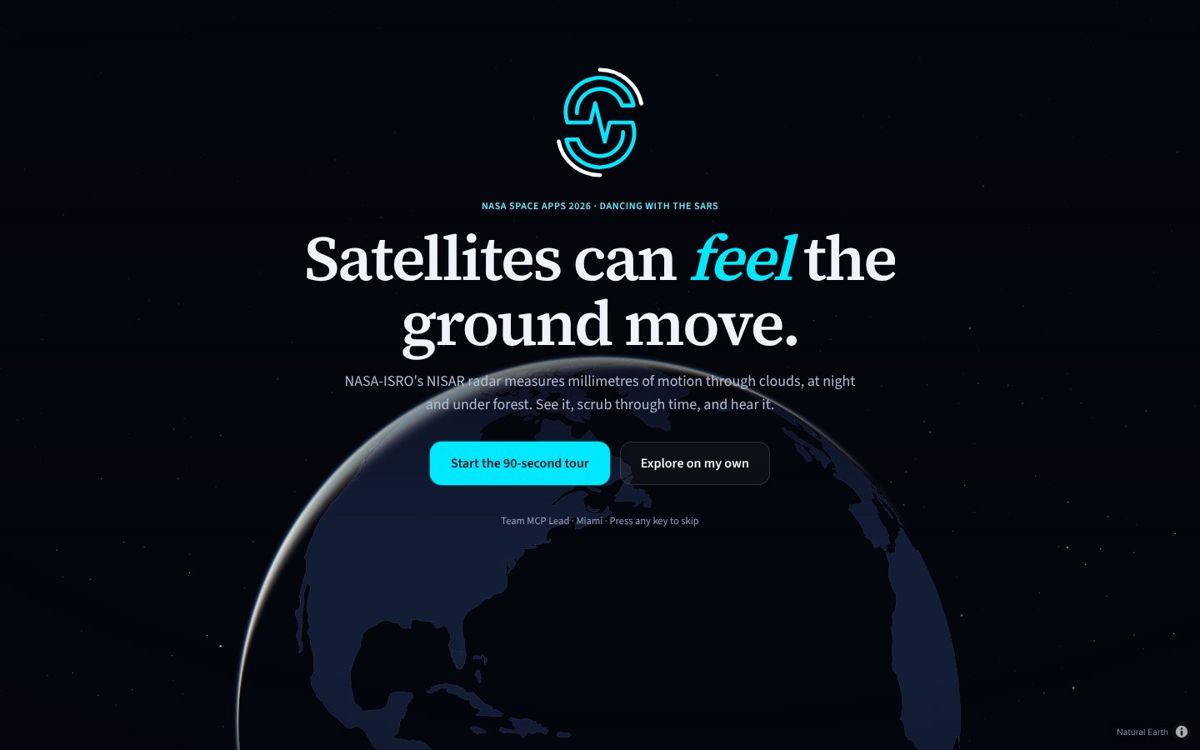 NASA SPACE APPS 2026 · DANCING WITH THE SARS
Satellites can feel the
ground move.
NASA-ISRO's NISAR radar measures millimetres of motion through clouds, at night
and under forest. See it, scrub through time, and hear it.
Start the 90-second tour
Explore on my own
Team MCP Lead · Miami · Press any key to skip
Natural Earth